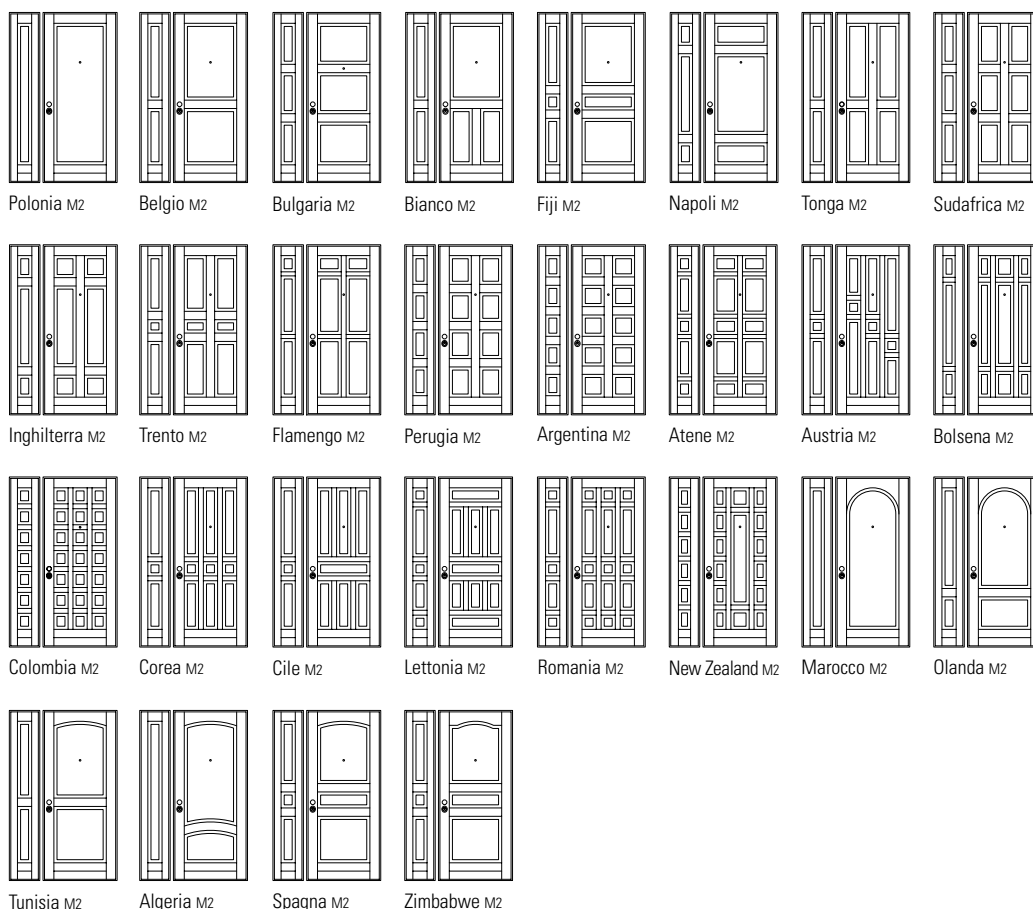 Polonia M2 Belgio M2 Bulgaria M2 Bianco M2 Fiji M2 Napoli M2 Tonga M2 Sudafrica M2
Inghilterra M2 Trento M2 Flamengo M2 Perugia M2 Argentina M2 Atene M2 Austria M2 Bolsena M2
Colombia M2 Corea M2 Cile M2 Lettonia M2 Romania M2 New Zealand M2 Marocco M2 Olanda M2
Tunisia M2 Algeria M2 Spagna M2 Zimbabwe M2